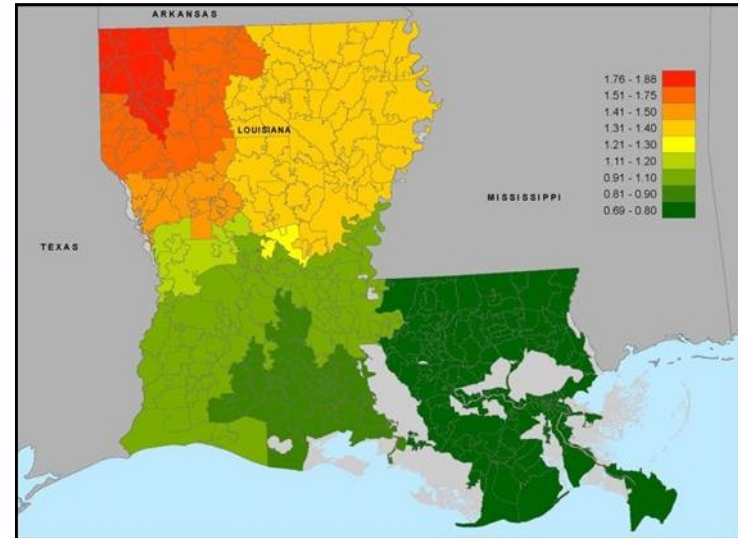 ARKANSAS
1.76 - 1.88
1.51 - 1.75
1.41 - 1.50
1.31 - 1.40
1.21 - 1.30
1.11 - 1.20
0.91 - 1.10
0.81 - 0.90
0.69 - 0.80
LOUISIANA
MISSISSIPPI
TEXAS